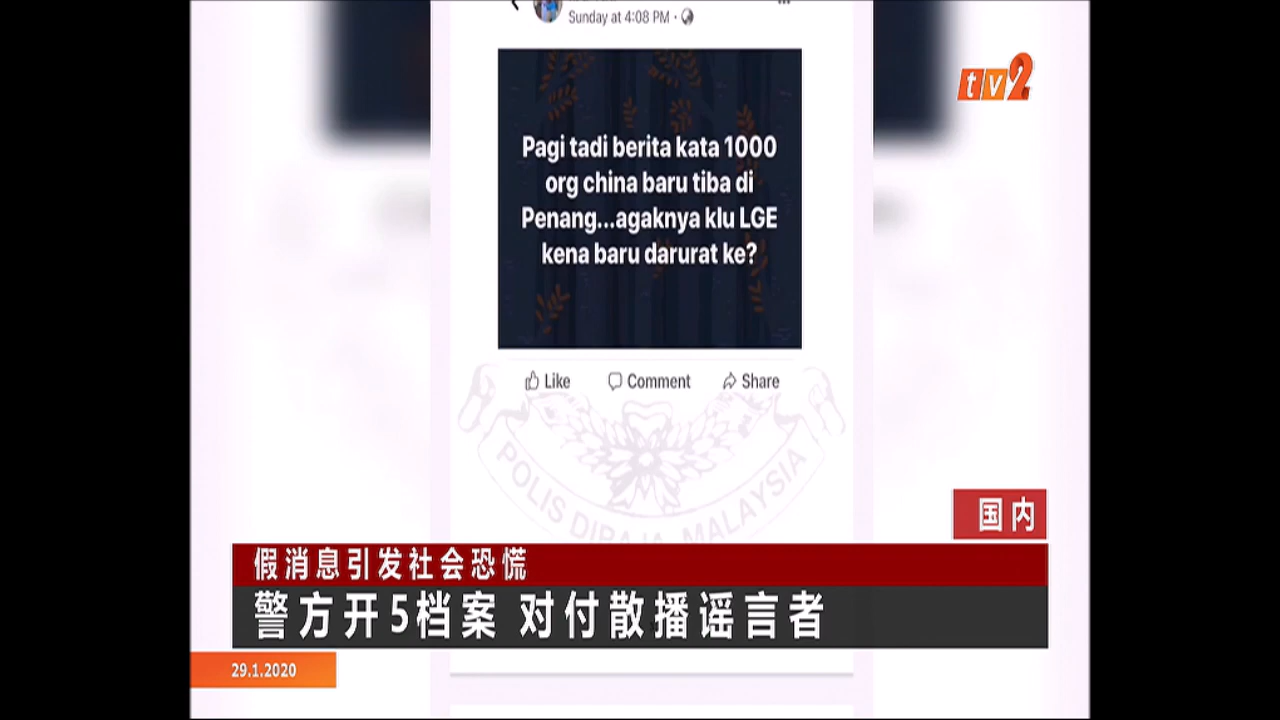 Sunday at 4:08 PM ·
tv2
Pagi tadi berita kata 1000
org china baru tiba di
Penang...agaknya klu LGE
kena baru darurat ke?
Like Comment Share
POLIS DIRAJA MALAYSIA
国内
假消息引发社会恐慌
警方开5档案 对付散播谣言者
29.1.2020